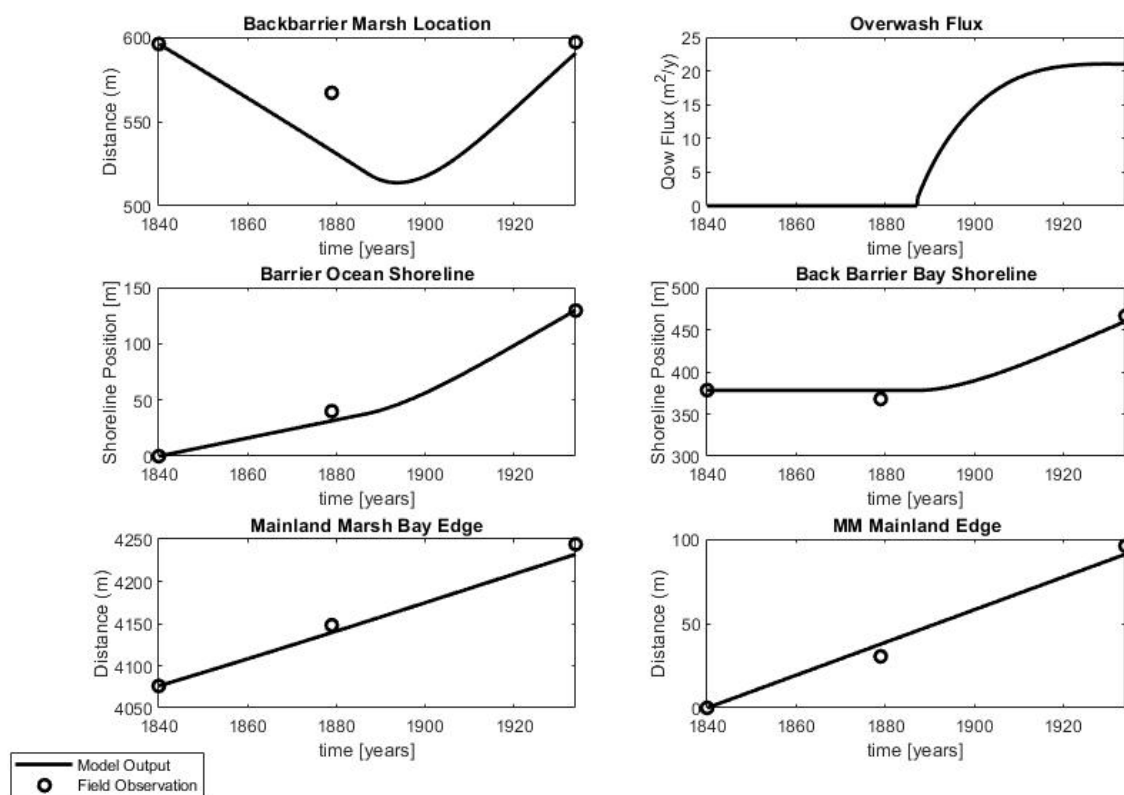 Backbarrier Marsh Location
600
550
500
Distance (m)
1840 1860 1880 1900 1920
time [years]
Overwash Flux
25
20
15
10
5
0
Qow Flux (m²/y)
1840 1860 1880 1900 1920
time [years]
Barrier Ocean Shoreline
150
100
50
0
Shoreline Position [m]
1840 1860 1880 1900 1920
time [years]
Back Barrier Bay Shoreline
500
450
400
350
300
Shoreline Position [m]
1840 1860 1880 1900 1920
time [years]
Mainland Marsh Bay Edge
4250
4200
4150
4100
4050
Distance (m)
1840 1860 1880 1900 1920
time [years]
MM Mainland Edge
100
50
0
Distance (m)
1840 1860 1880 1900 1920
time [years]
Model Output
Field Observation